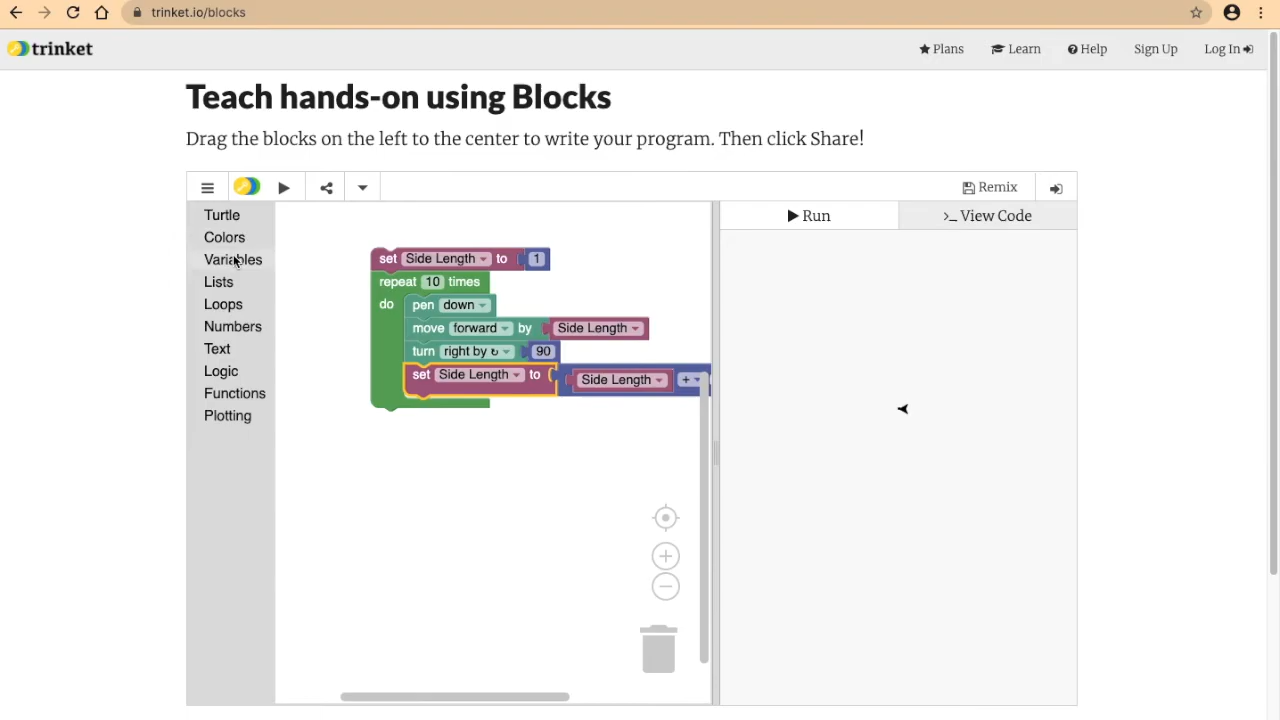 trinket.io/blocks
trinket
Plans Learn Help Sign Up Log In
Teach hands-on using Blocks
Drag the blocks on the left to the center to write your program. Then click Share!
Remix
Turtle
Colors
Variables
Lists
Loops
Numbers
Text
Logic
Functions
Plotting
set Side Length to 1
repeat 10 times
do pen down
move forward by Side Length
turn right by ↻ 90
set Side Length to Side Length +
Run >_ View Code